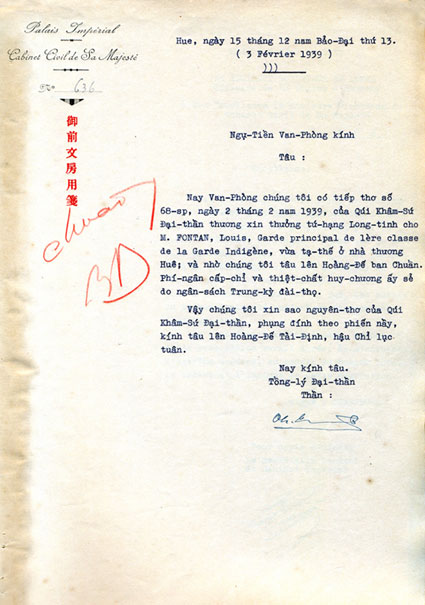 Palais Impérial
Cabinet Civil de Sa Majesté
No 636
御前文房用箋
Hue, ngày 15 tháng 12 nam Bảo-Đại thứ 13.
( 3 Février 1939 )
)))
Ngự-Tiền Van-Phòng kính
Tâu :
chuẩn
BD
Nay Van-Phòng chúng tôi có tiếp thơ số
68-sp, ngày 2 tháng 2 nam 1939, của Qúi Khâm-Sứ
Đại-thần thương xin thưởng tứ-hạng Long-tinh cho
M. FONTAN, Louis, Garde principal de 1ère classe
de la Garde Indigène, vừa tạ-thế ở nhà thương
Huê; và nhờ chúng tôi tâu lên Hoàng-Đế ban Chuẩn.
Phí-ngân cấp-chỉ và thiệt-chất huy-chương ấy sẻ
do ngân-sách Trung-kỳ đài-thọ.
Vậy chúng tôi xin sao nguyên-thơ của Qúi
Khâm-Sứ Đại-thần, phụng đính theo phiến này,
kính tâu lên Hoàng-Đế Tài-Định, hậu Chỉ lục
tuân.
Nay kính tâu.
Tổng-lý Đại-thần
Thần :